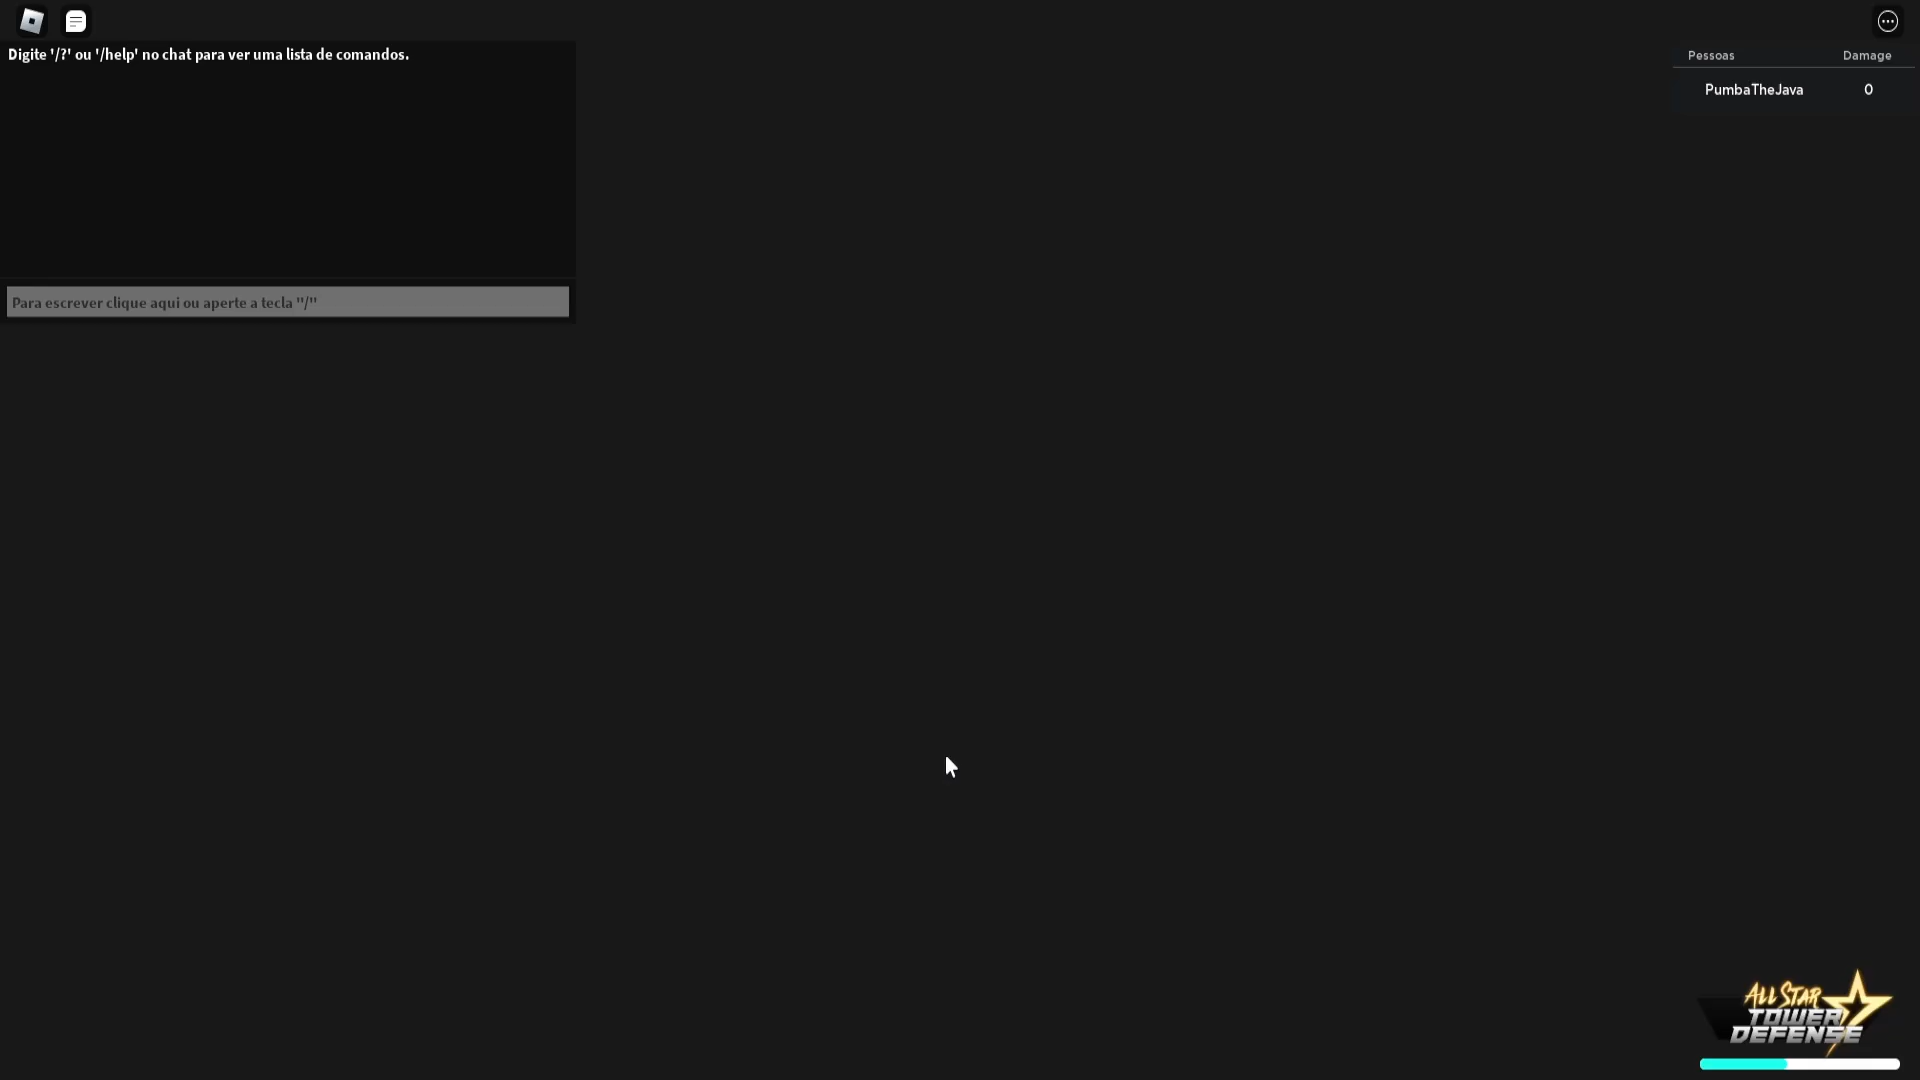 Digite '/?' ou '/help' no chat para ver uma lista de comandos.
Para escrever clique aqui ou aperte a tecla "/"
Pessoas Damage
PumbaTheJava 0
ALL STAR
TOWER
DEFENSE